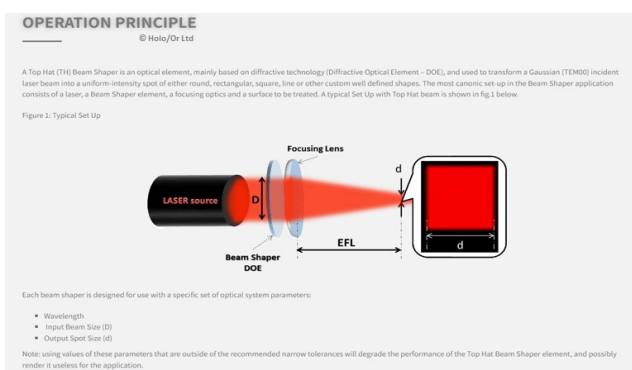 OPERATION PRINCIPLE
© Holo/Or Ltd
A Top Hat (TH) Beam Shaper is an optical element, mainly based on diffractive technology (Diffractive Optical Element – DOE), and used to transform a Gaussian (TEM00) incident
laser beam into a uniform-intensity spot of either round, rectangular, square, line or other custom well defined shapes. The most canonic set-up in the Beam Shaper application
consists of a laser, a Beam Shaper element, a focusing optics and a surface to be treated. A typical Set Up with Top Hat beam is shown in fig.1 below.
Figure 1: Typical Set Up
Focusing Lens
d
LASER source
D
d
EFL
Beam Shaper
DOE
Each beam shaper is designed for use with a specific set of optical system parameters:
▪ Wavelength
▪ Input Beam Size (D)
▪ Output Spot Size (d)
Note: using values of these parameters that are outside of the recommended narrow tolerances will degrade the performance of the Top Hat Beam Shaper element, and possibly
render it useless for the application.